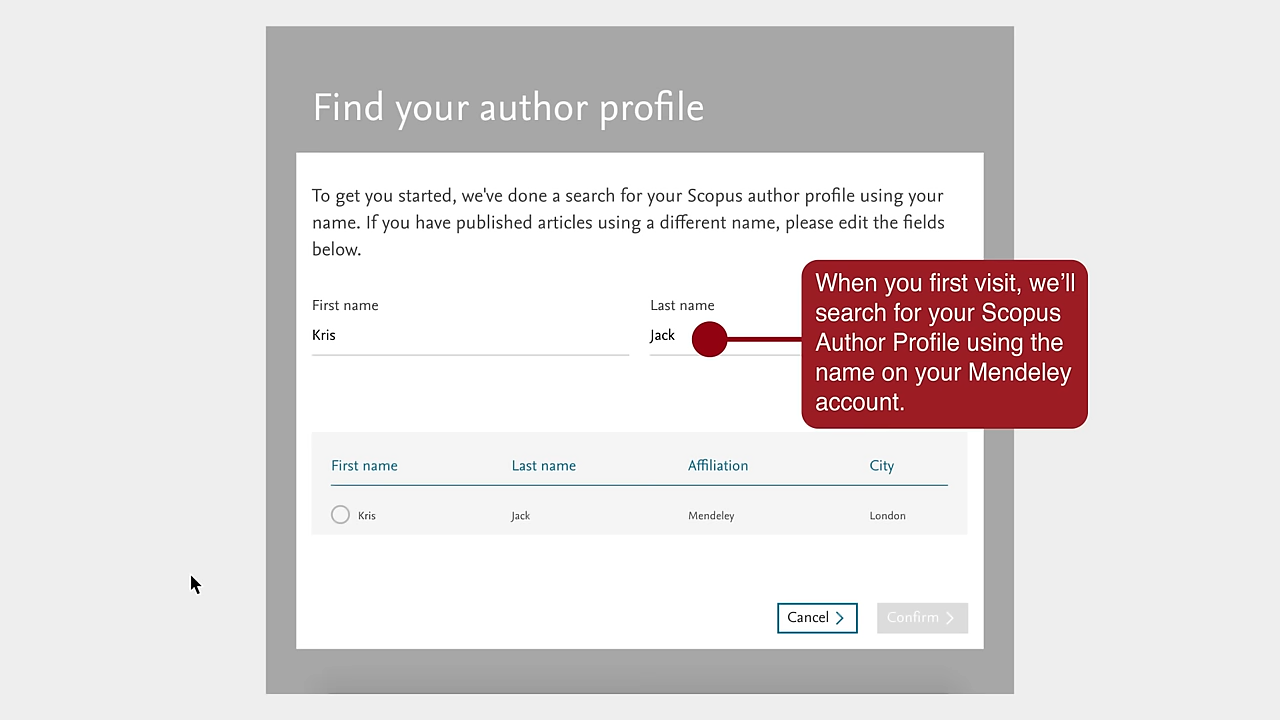 Find your author profile
To get you started, we've done a search for your Scopus author profile using your
name. If you have published articles using a different name, please edit the fields
below.
First name
Last name
Kris
Jack
When you first visit, we’ll
search for your Scopus
Author Profile using the
name on your Mendeley
account.
First name Last name Affiliation City
Kris Jack Mendeley London
Cancel
Confirm